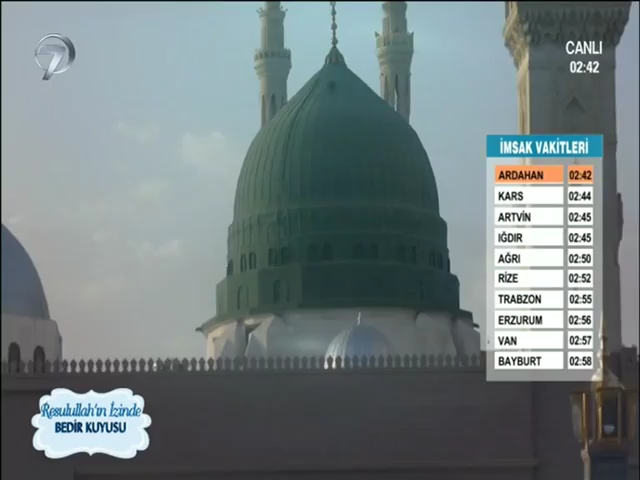 7
CANLI
02:42
İMSAK VAKİTLERİ
ARDAHAN 02:42
KARS 02:44
ARTVİN 02:45
IĞDIR 02:45
AĞRI 02:50
RİZE 02:52
TRABZON 02:55
ERZURUM 02:56
VAN 02:57
BAYBURT 02:58
Resulullah'ın İzinde
BEDİR KUYUSU